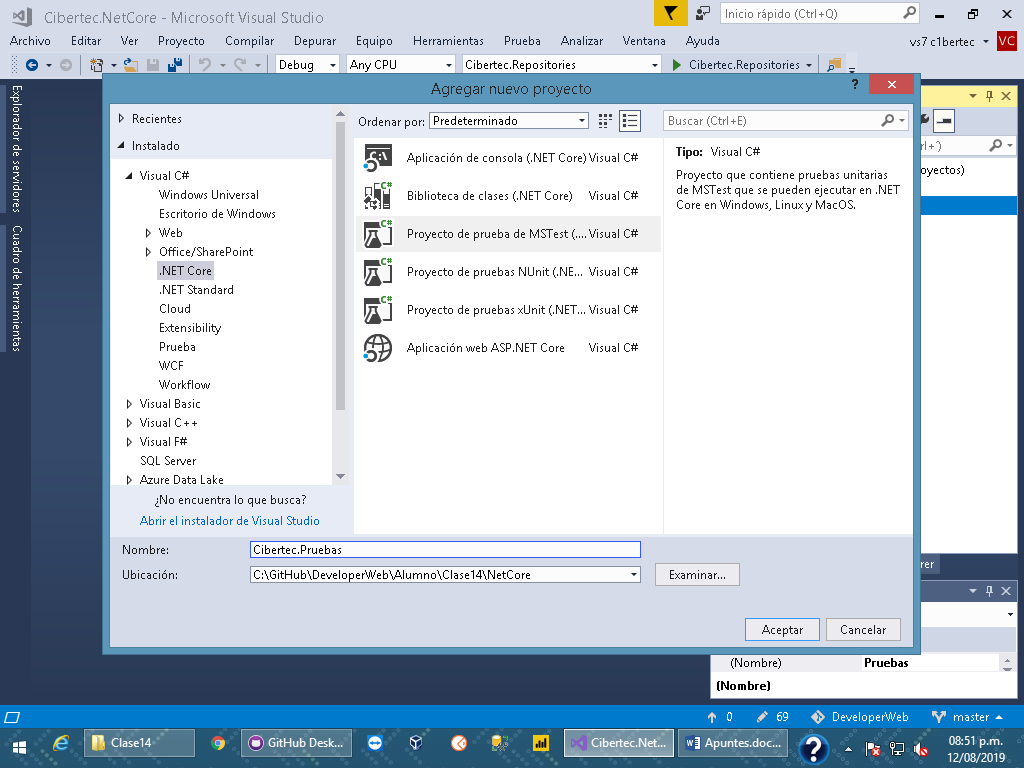 Cibertec.NetCore - Microsoft Visual Studio
Inicio rápido (Ctrl+Q)
Archivo Editar Ver Proyecto Compilar Depurar Equipo Herramientas Prueba Analizar Ventana Ayuda
vs7 c1bertec VC
Debug Any CPU Cibertec.Repositories Cibertec.Repositories
Explorador de servidores
Cuadro de herramientas
Agregar nuevo proyecto
?
Recientes
Instalado
Visual C#
Windows Universal
Escritorio de Windows
Web
Office/SharePoint
.NET Core
.NET Standard
Cloud
Extensibility
Prueba
WCF
Workflow
Visual Basic
Visual C++
Visual F#
SQL Server
Azure Data Lake
¿No encuentra lo que busca?
Abrir el instalador de Visual Studio
Ordenar por: Predeterminado
Aplicación de consola (.NET Core) Visual C#
Biblioteca de clases (.NET Core) Visual C#
Proyecto de prueba de MSTest (.... Visual C#
Proyecto de pruebas NUnit (.NE... Visual C#
Proyecto de pruebas xUnit (.NET... Visual C#
Aplicación web ASP.NET Core Visual C#
Buscar (Ctrl+E)
Tipo: Visual C#
Proyecto que contiene pruebas unitarias
de MSTest que se pueden ejecutar en .NET
Core en Windows, Linux y MacOS.
Nombre: Cibertec.Pruebas
Ubicación: C:\GitHub\DeveloperWeb\Alumno\Clase14\NetCore
Examinar...
Aceptar Cancelar
rl+´)
oyectos)
rer
(Nombre) Pruebas
(Nombre)
0 69 DeveloperWeb master
Clase14 GitHub Desk... Cibertec.Net... Apuntes.doc...
08:51 p.m.
12/08/2019